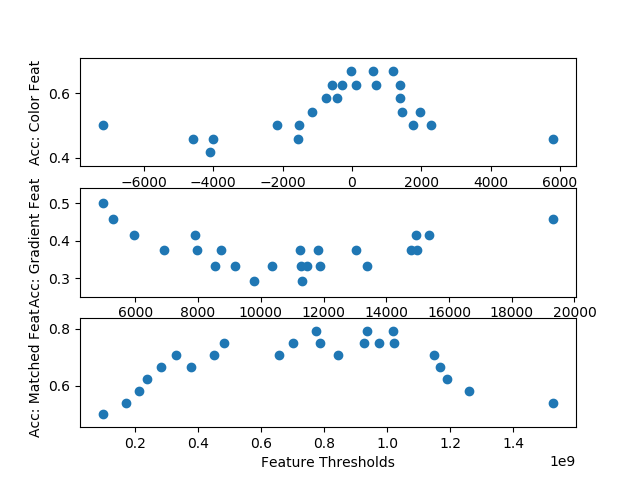 Acc: Color Feat
0.6
0.4
−6000 −4000 −2000 0 2000 4000 6000
Acc: Gradient Feat
0.5
0.4
0.3
6000 8000 10000 12000 14000 16000 18000 20000
Acc: Matched Feat
0.8
0.6
0.2 0.4 0.6 0.8 1.0 1.2 1.4
1e9
Feature Thresholds